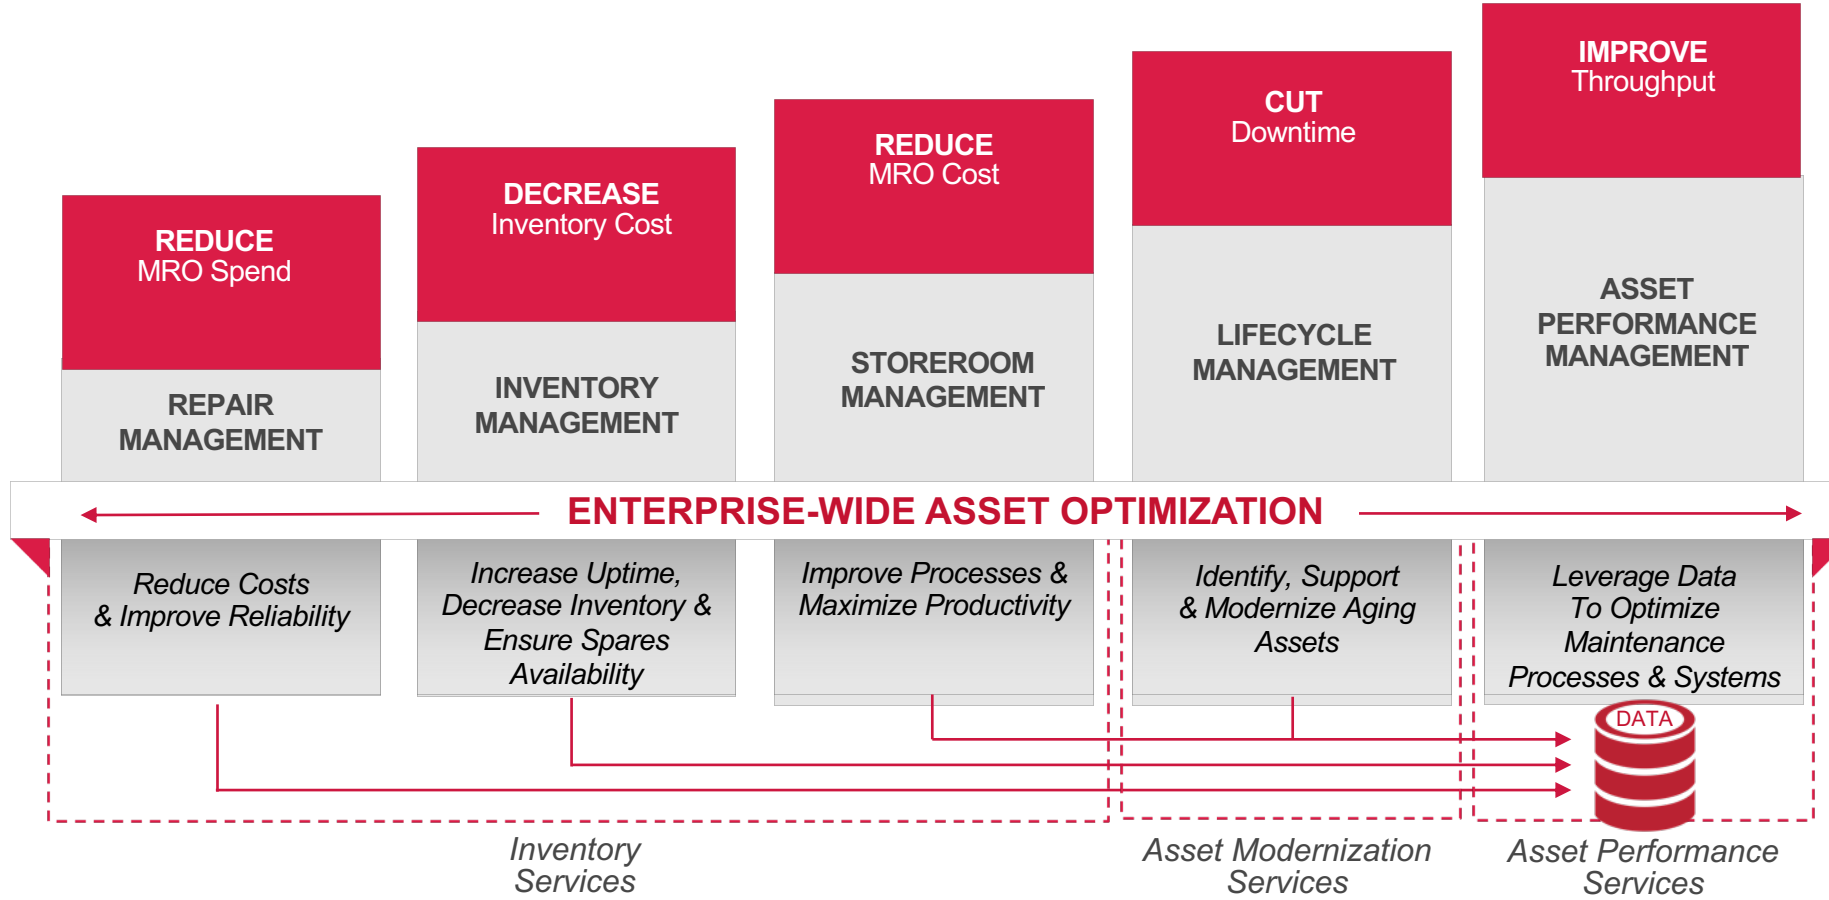 REDUCE
MRO Spend
REPAIR
MANAGEMENT
DECREASE
Inventory Cost
INVENTORY
MANAGEMENT
REDUCE
MRO Cost
STOREROOM
MANAGEMENT
CUT
Downtime
LIFECYCLE
MANAGEMENT
IMPROVE
Throughput
ASSET
PERFORMANCE
MANAGEMENT
ENTERPRISE-WIDE ASSET OPTIMIZATION
Reduce Costs
& Improve Reliability
Increase Uptime,
Decrease Inventory &
Ensure Spares
Availability
Improve Processes &
Maximize Productivity
Identify, Support
& Modernize Aging
Assets
Leverage Data
To Optimize
Maintenance
Processes & Systems
DATA
Inventory
Services
Asset Modernization
Services
Asset Performance
Services